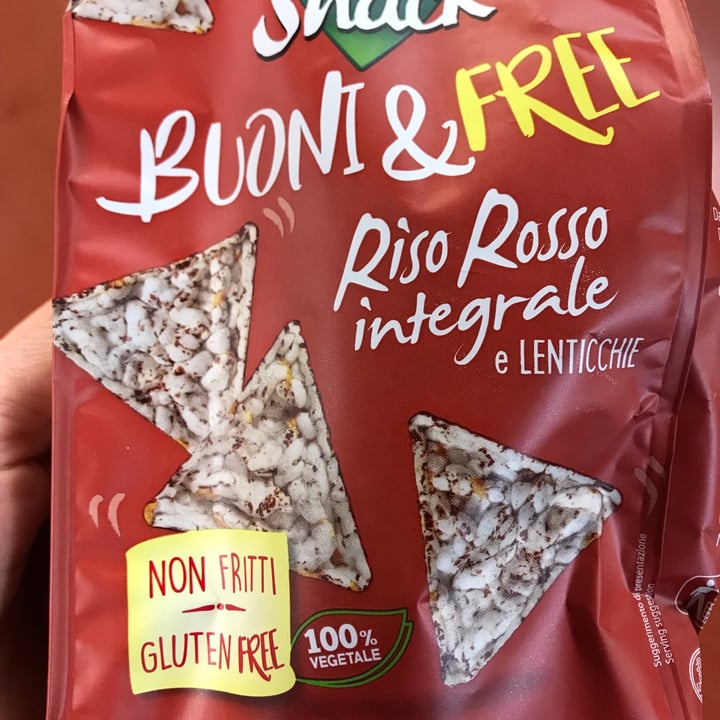 Snack
BUONI & FREE
Riso Rosso
integrale
e LENTICCHIE
NON FRITTI
GLUTEN FREE
100%
VEGETALE
Suggerimento di presentazione
Serving suggestion